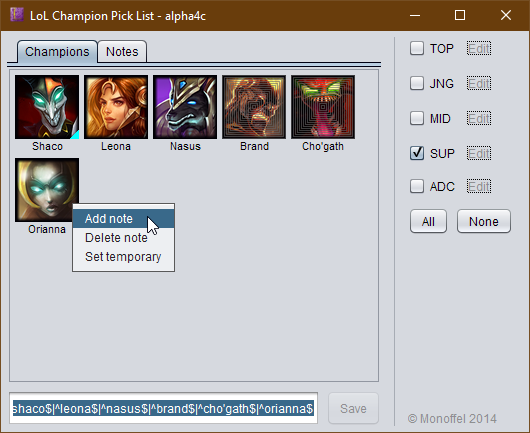 LoL Champion Pick List - alpha4c
Champions Notes
Shaco Leona Nasus Brand Cho'gath
Orianna
Add note
Delete note
Set temporary
shaco$|^leona$|^nasus$|^brand$|^cho'gath$|^orianna$
Save
TOP Edit
JNG Edit
MID Edit
SUP Edit
ADC Edit
All None
© Monoffel 2014